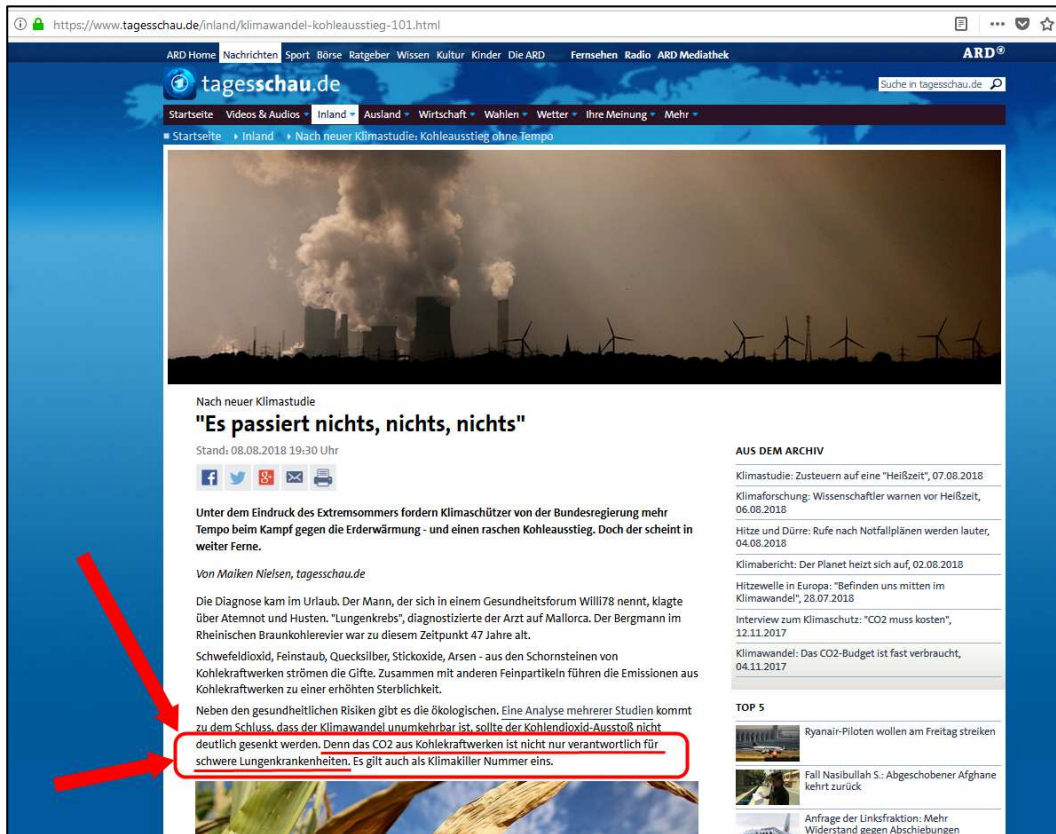 https://www.tagesschau.de/inland/klimawandel-kohleausstieg-101.html
ARD Home Nachrichten Sport Börse Ratgeber Wissen Kultur Kinder Die ARD Fernsehen Radio ARD Mediathek
ARD
tagesschau.de
Suche in tagesschau.de
Startseite Videos & Audios Inland Ausland Wirtschaft Wahlen Wetter Ihre Meinung Mehr
Startseite Inland Nach neuer Klimastudie: Kohleausstieg ohne Tempo
Nach neuer Klimastudie
"Es passiert nichts, nichts, nichts"
Stand: 08.08.2018 19:30 Uhr
Unter dem Eindruck des Extremsommers fordern Klimaschützer von der Bundesregierung mehr
Tempo beim Kampf gegen die Erderwärmung - und einen raschen Kohleausstieg. Doch der scheint in
weiter Ferne.
Von Maiken Nielsen, tagesschau.de
Die Diagnose kam im Urlaub. Der Mann, der sich in einem Gesundheitsforum Willi78 nennt, klagte
über Atemnot und Husten. "Lungenkrebs", diagnostizierte der Arzt auf Mallorca. Der Bergmann im
Rheinischen Braunkohlerevier war zu diesem Zeitpunkt 47 Jahre alt.
Schwefeldioxid, Feinstaub, Quecksilber, Stickoxide, Arsen - aus den Schornsteinen von
Kohlekraftwerken strömen die Gifte. Zusammen mit anderen Feinpartikeln führen die Emissionen aus
Kohlekraftwerken zu einer erhöhten Sterblichkeit.
Neben den gesundheitlichen Risiken gibt es die ökologischen. Eine Analyse mehrerer Studien kommt
zu dem Schluss, dass der Klimawandel unumkehrbar ist, sollte der Kohlendioxid-Ausstoß nicht
deutlich gesenkt werden. Denn das CO2 aus Kohlekraftwerken ist nicht nur verantwortlich für
schwere Lungenkrankenheiten. Es gilt auch als Klimakiller Nummer eins.
AUS DEM ARCHIV
Klimastudie: Zusteuern auf eine "Heißzeit", 07.08.2018
Klimaforschung: Wissenschaftler warnen vor Heißzeit,
06.08.2018
Hitze und Dürre: Rufe nach Notfallplänen werden lauter,
04.08.2018
Klimabericht: Der Planet heizt sich auf, 02.08.2018
Hitzewelle in Europa: "Befinden uns mitten im
Klimawandel", 28.07.2018
Interview zum Klimaschutz: "CO2 muss kosten",
12.11.2017
Klimawandel: Das CO2-Budget ist fast verbraucht,
04.11.2017
TOP 5
Ryanair-Piloten wollen am Freitag streiken
Fall Nasibullah S.: Abgeschobener Afghane
kehrt zurück
Anfrage der Linksfraktion: Mehr
Widerstand gegen Abschiebungen